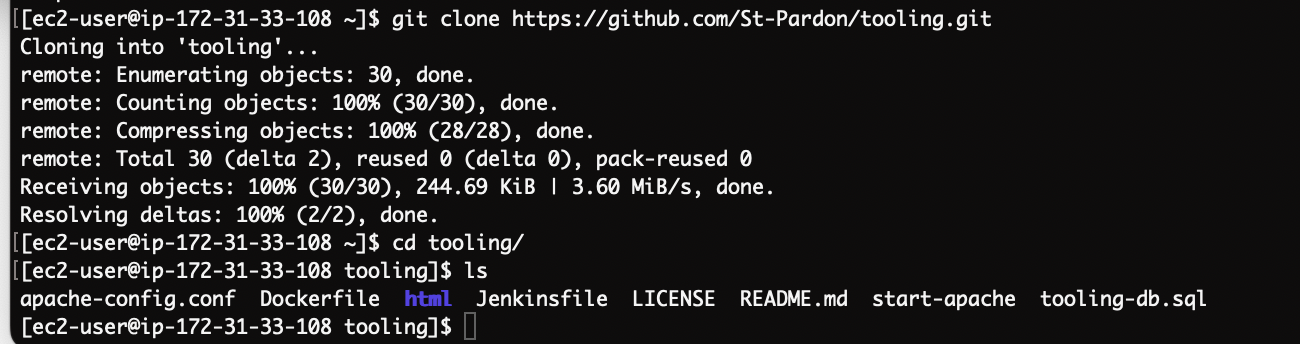 [ec2-user@ip-172-31-33-108 ~]$ git clone https://github.com/St-Pardon/tooling.git
Cloning into 'tooling'...
remote: Enumerating objects: 30, done.
remote: Counting objects: 100% (30/30), done.
remote: Compressing objects: 100% (28/28), done.
remote: Total 30 (delta 2), reused 0 (delta 0), pack-reused 0
Receiving objects: 100% (30/30), 244.69 KiB | 3.60 MiB/s, done.
Resolving deltas: 100% (2/2), done.
[ec2-user@ip-172-31-33-108 ~]$ cd tooling/
[ec2-user@ip-172-31-33-108 tooling]$ ls
apache-config.conf  Dockerfile  html  Jenkinsfile  LICENSE  README.md  start-apache  tooling-db.sql
[ec2-user@ip-172-31-33-108 tooling]$